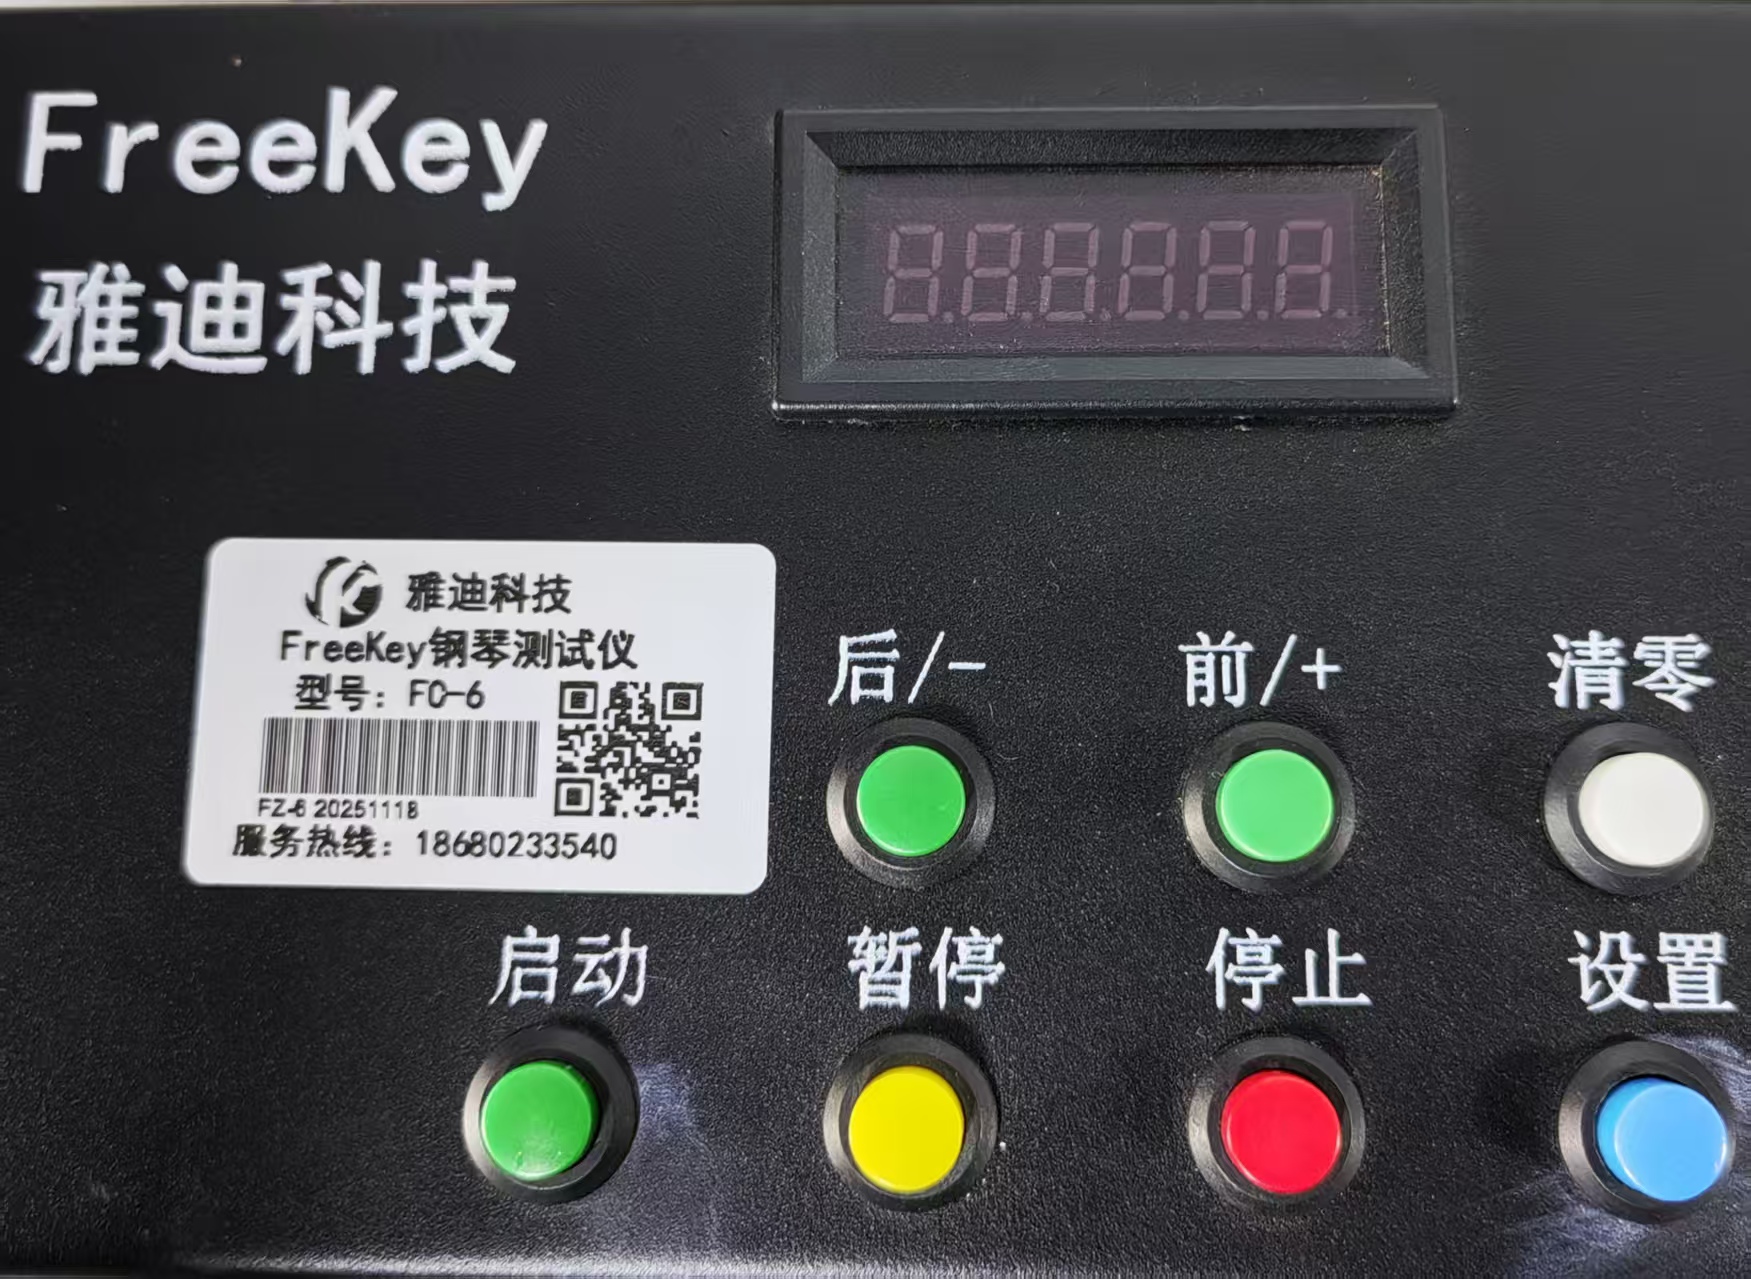 FreeKey
雅迪科技
雅迪科技
FreeKey钢琴测试仪
型号：FC-6
FZ-6 20251118
服务热线：18680233540
后/- 前/+ 清零
启动 暂停 停止 设置